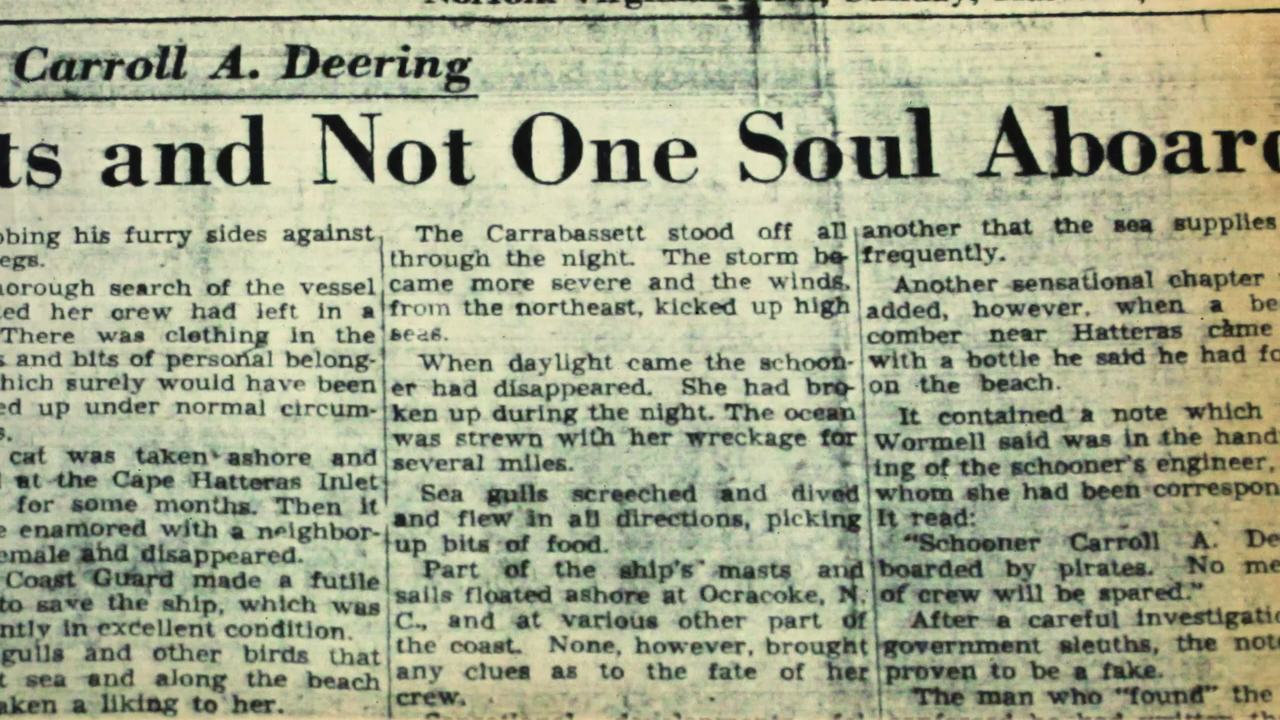 Carroll A. Deering
ts and Not One Soul Aboard
bbing his furry sides against
egs.
horough search of the vessel
ed her crew had left in a
There was clothing in the
s and bits of personal belong-
hich surely would have been
ed up under normal circum-
s.
cat was taken ashore and
at the Cape Hatteras Inlet
for some months. Then it
e enamored with a neighbor-
emale and disappeared.
Coast Guard made a futile
to save the ship, which was
ntly in excellent condition.
gulls and other birds that
t sea and along the beach
aken a liking to her.
The Carrabassett stood off all
through the night. The storm be-
came more severe and the winds,
from the northeast, kicked up high
seas.
When daylight came the schoon-
er had disappeared. She had bro-
ken up during the night. The ocean
was strewn with her wreckage for
several miles.
Sea gulls screeched and dived
and flew in all directions, picking
up bits of food.
Part of the ship's masts and
sails floated ashore at Ocracoke, N.
C., and at various other part of
the coast. None, however, brought
any clues as to the fate of her
crew.
another that the sea supplies
frequently.
Another sensational chapter
added, however, when a be
comber near Hatteras came
with a bottle he said he had fo
on the beach.
It contained a note which
Wormell said was in the hand
ing of the schooner's engineer,
whom she had been correspon
It read:
"Schooner Carroll A. De
boarded by pirates. No me
of crew will be spared."
After a careful investigatio
government sleuths, the note
proven to be a fake.
The man who "found" the